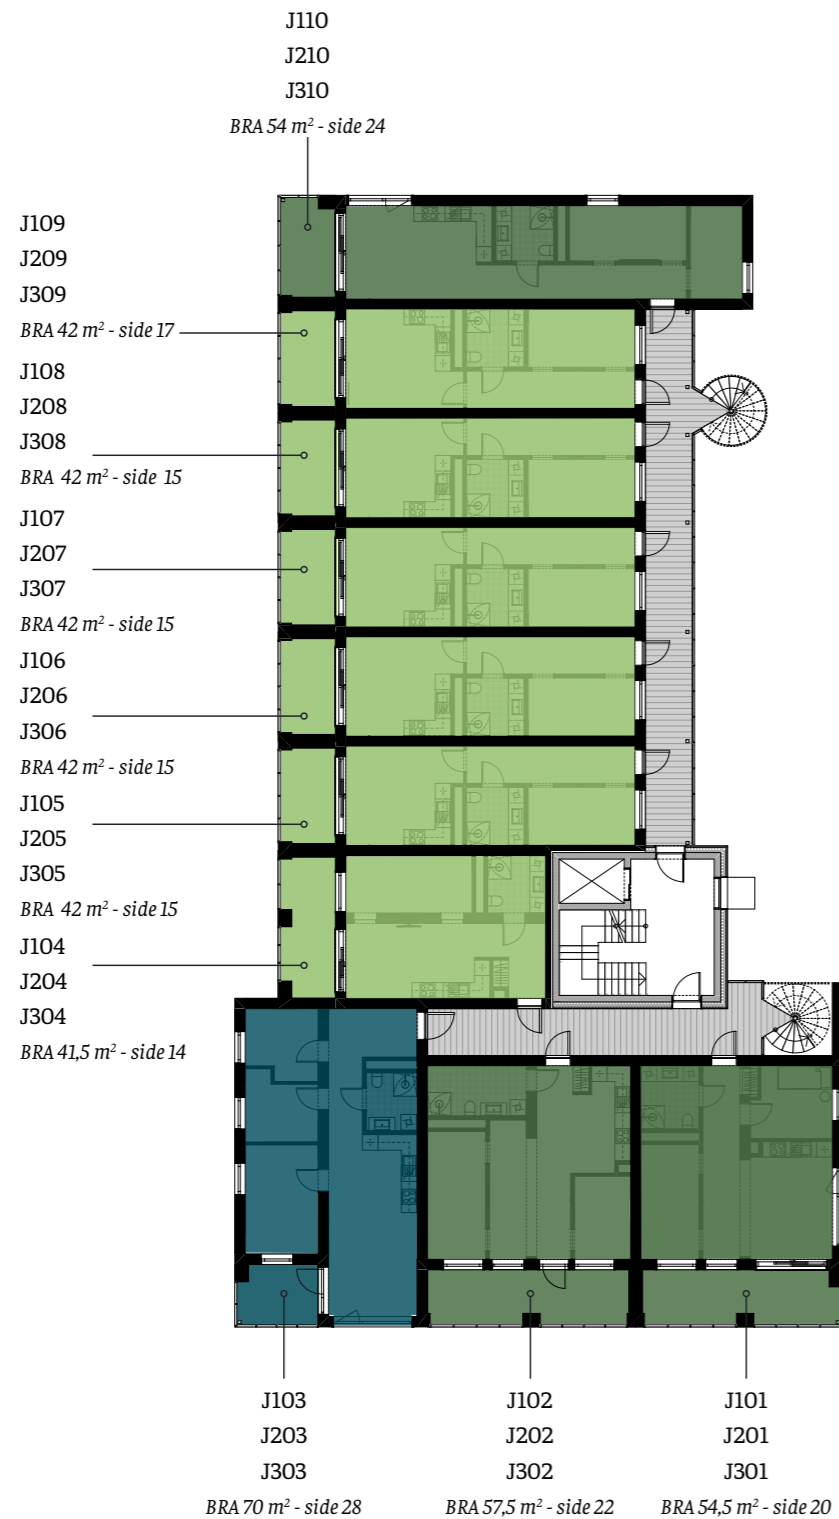 J110
J210
J310
BRA 54 m² - side 24
J109
J209
J309
BRA 42 m² - side 17
J108
J208
J308
BRA 42 m² - side 15
J107
J207
J307
BRA 42 m² - side 15
J106
J206
J306
BRA 42 m² - side 15
J105
J205
J305
BRA 42 m² - side 15
J104
J204
J304
BRA 41,5 m² - side 14
J103
J203
J303
BRA 70 m² - side 28
J102
J202
J302
BRA 57,5 m² - side 22
J101
J201
J301
BRA 54,5 m² - side 20